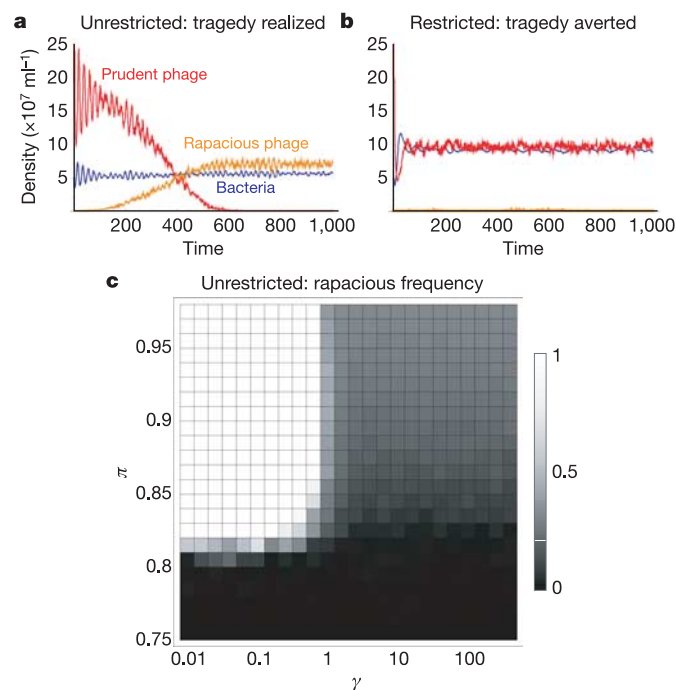 a Unrestricted: tragedy realized
b Restricted: tragedy averted
25
20
15
10
5
Density (×10⁷ ml⁻¹)
Prudent phage
Rapacious phage
Bacteria
200 400 600 800 1,000
Time
25
20
15
10
5
0 200 400 600 800 1,000
Time
c Unrestricted: rapacious frequency
0.95
0.9
0.85
0.8
0.75
π
0.01 0.1 1 10 100
γ
1
0.5
0